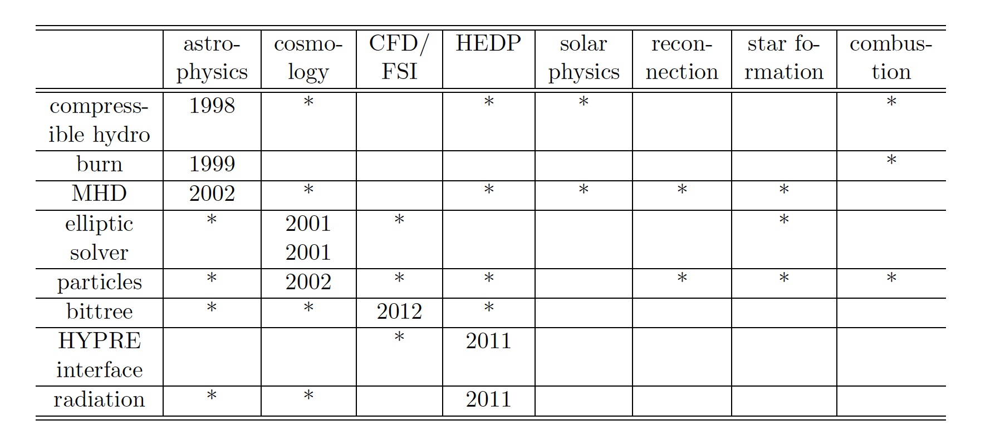 astro- cosmo- CFD/ HEDP solar recon- star fo- combus-
physics logy FSI physics nection rmation tion
compress- 1998 * * * *
ible hydro
burn 1999 *
MHD 2002 * * * * *
elliptic * 2001 * *
solver 2001
particles * 2002 * * * * *
bittree * * 2012 *
HYPRE * 2011
interface
radiation * * 2011